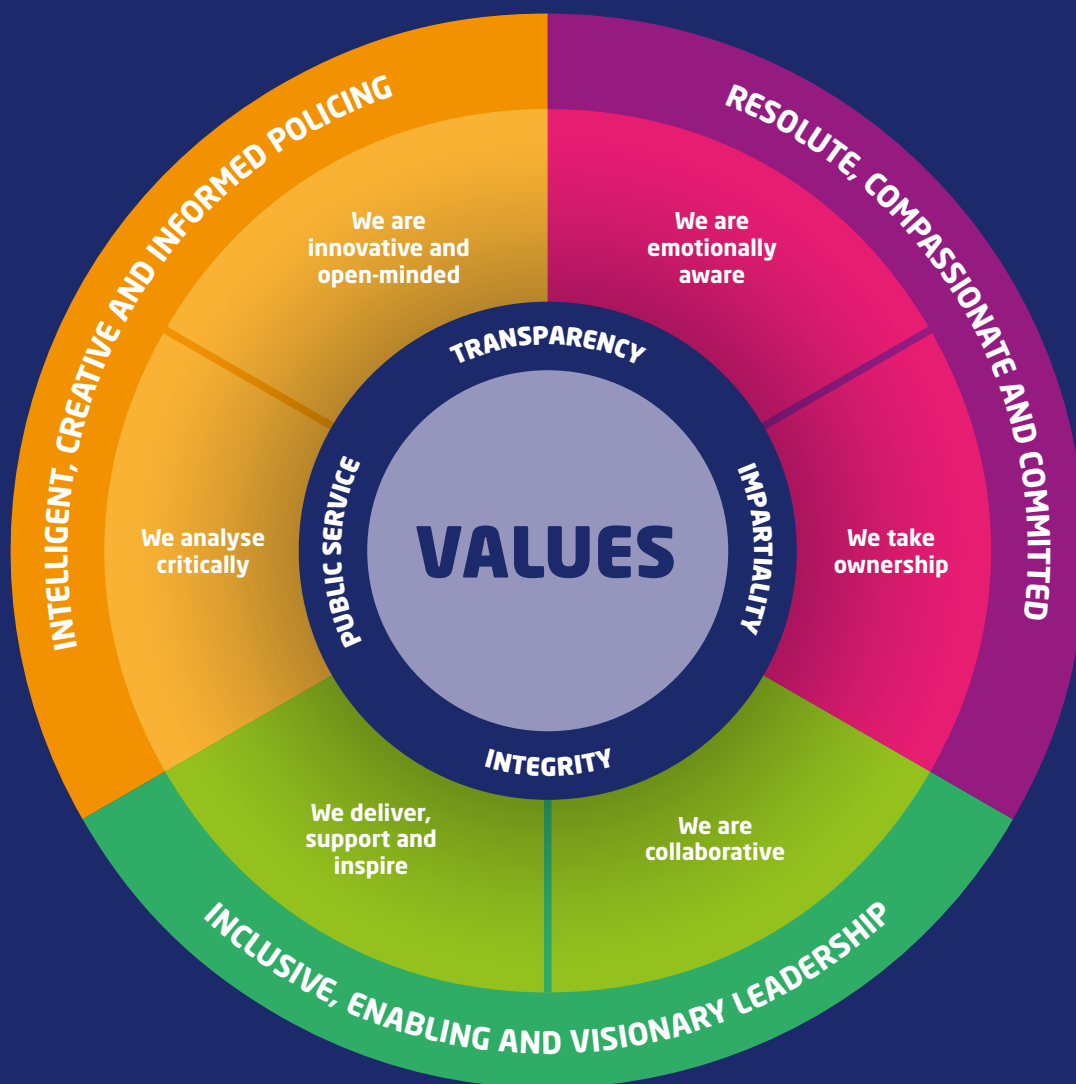 INTELLIGENT, CREATIVE AND INFORMED POLICING
RESOLUTE, COMPASSIONATE AND COMMITTED
We are
innovative and
open-minded
We are
emotionally
aware
TRANSPARENCY
We analyse
critically
PUBLIC SERVICE
VALUES
IMPARTIALITY
We take
ownership
INTEGRITY
We deliver,
support and
inspire
We are
collaborative
INCLUSIVE, ENABLING AND VISIONARY LEADERSHIP